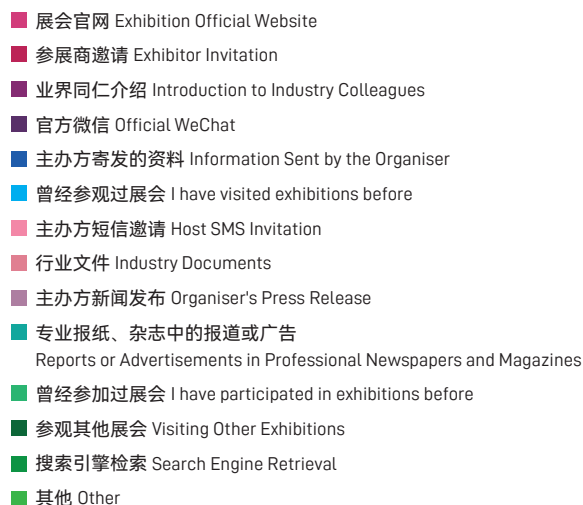 展会官网 Exhibition Official Website
参展商邀请 Exhibitor Invitation
业界同仁介绍 Introduction to Industry Colleagues
官方微信 Official WeChat
主办方寄发的资料 Information Sent by the Organiser
曾经参观过展会 I have visited exhibitions before
主办方短信邀请 Host SMS Invitation
行业文件 Industry Documents
主办方新闻发布 Organiser's Press Release
专业报纸、杂志中的报道或广告
Reports or Advertisements in Professional Newspapers and Magazines
曾经参加过展会 I have participated in exhibitions before
参观其他展会 Visiting Other Exhibitions
搜索引擎检索 Search Engine Retrieval
其他 Other